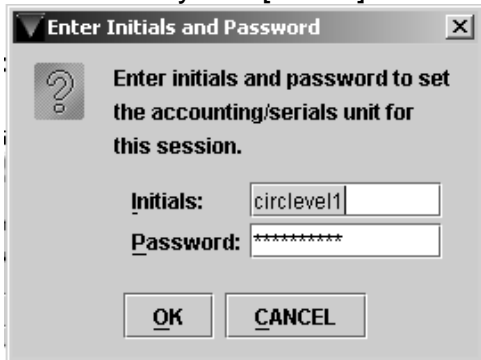 Enter Initials and Password
Enter initials and password to set
the accounting/serials unit for
this session.
Initials: circlevel1
Password: **********
OK CANCEL